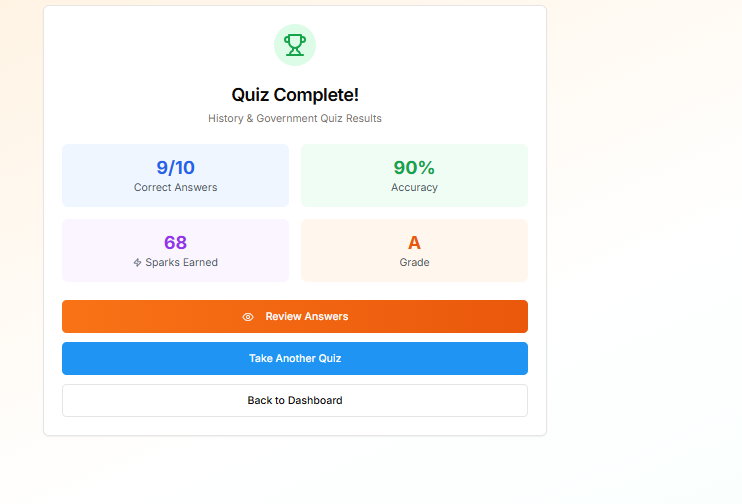 Quiz Complete!
History & Government Quiz Results
9/10
Correct Answers
90%
Accuracy
68
Sparks Earned
A
Grade
Review Answers
Take Another Quiz
Back to Dashboard